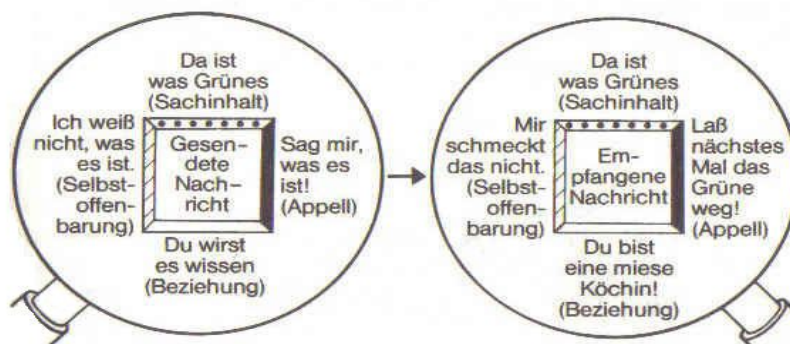 Da ist
was Grünes
(Sachinhalt)
Ich weiß
nicht, was
es ist.
(Selbst-
offen-
barung)
Gesen-
dete
Nach-
richt
Sag mir,
was es
ist!
(Appell)
Du wirst
es wissen
(Beziehung)
Da ist
was Grünes
(Sachinhalt)
Mir
schmeckt
das nicht.
(Selbst-
offen-
barung)
Em-
pfangene
Nachricht
Laß
nächstes
Mal das
Grüne
weg!
(Appell)
Du bist
eine miese
Köchin!
(Beziehung)